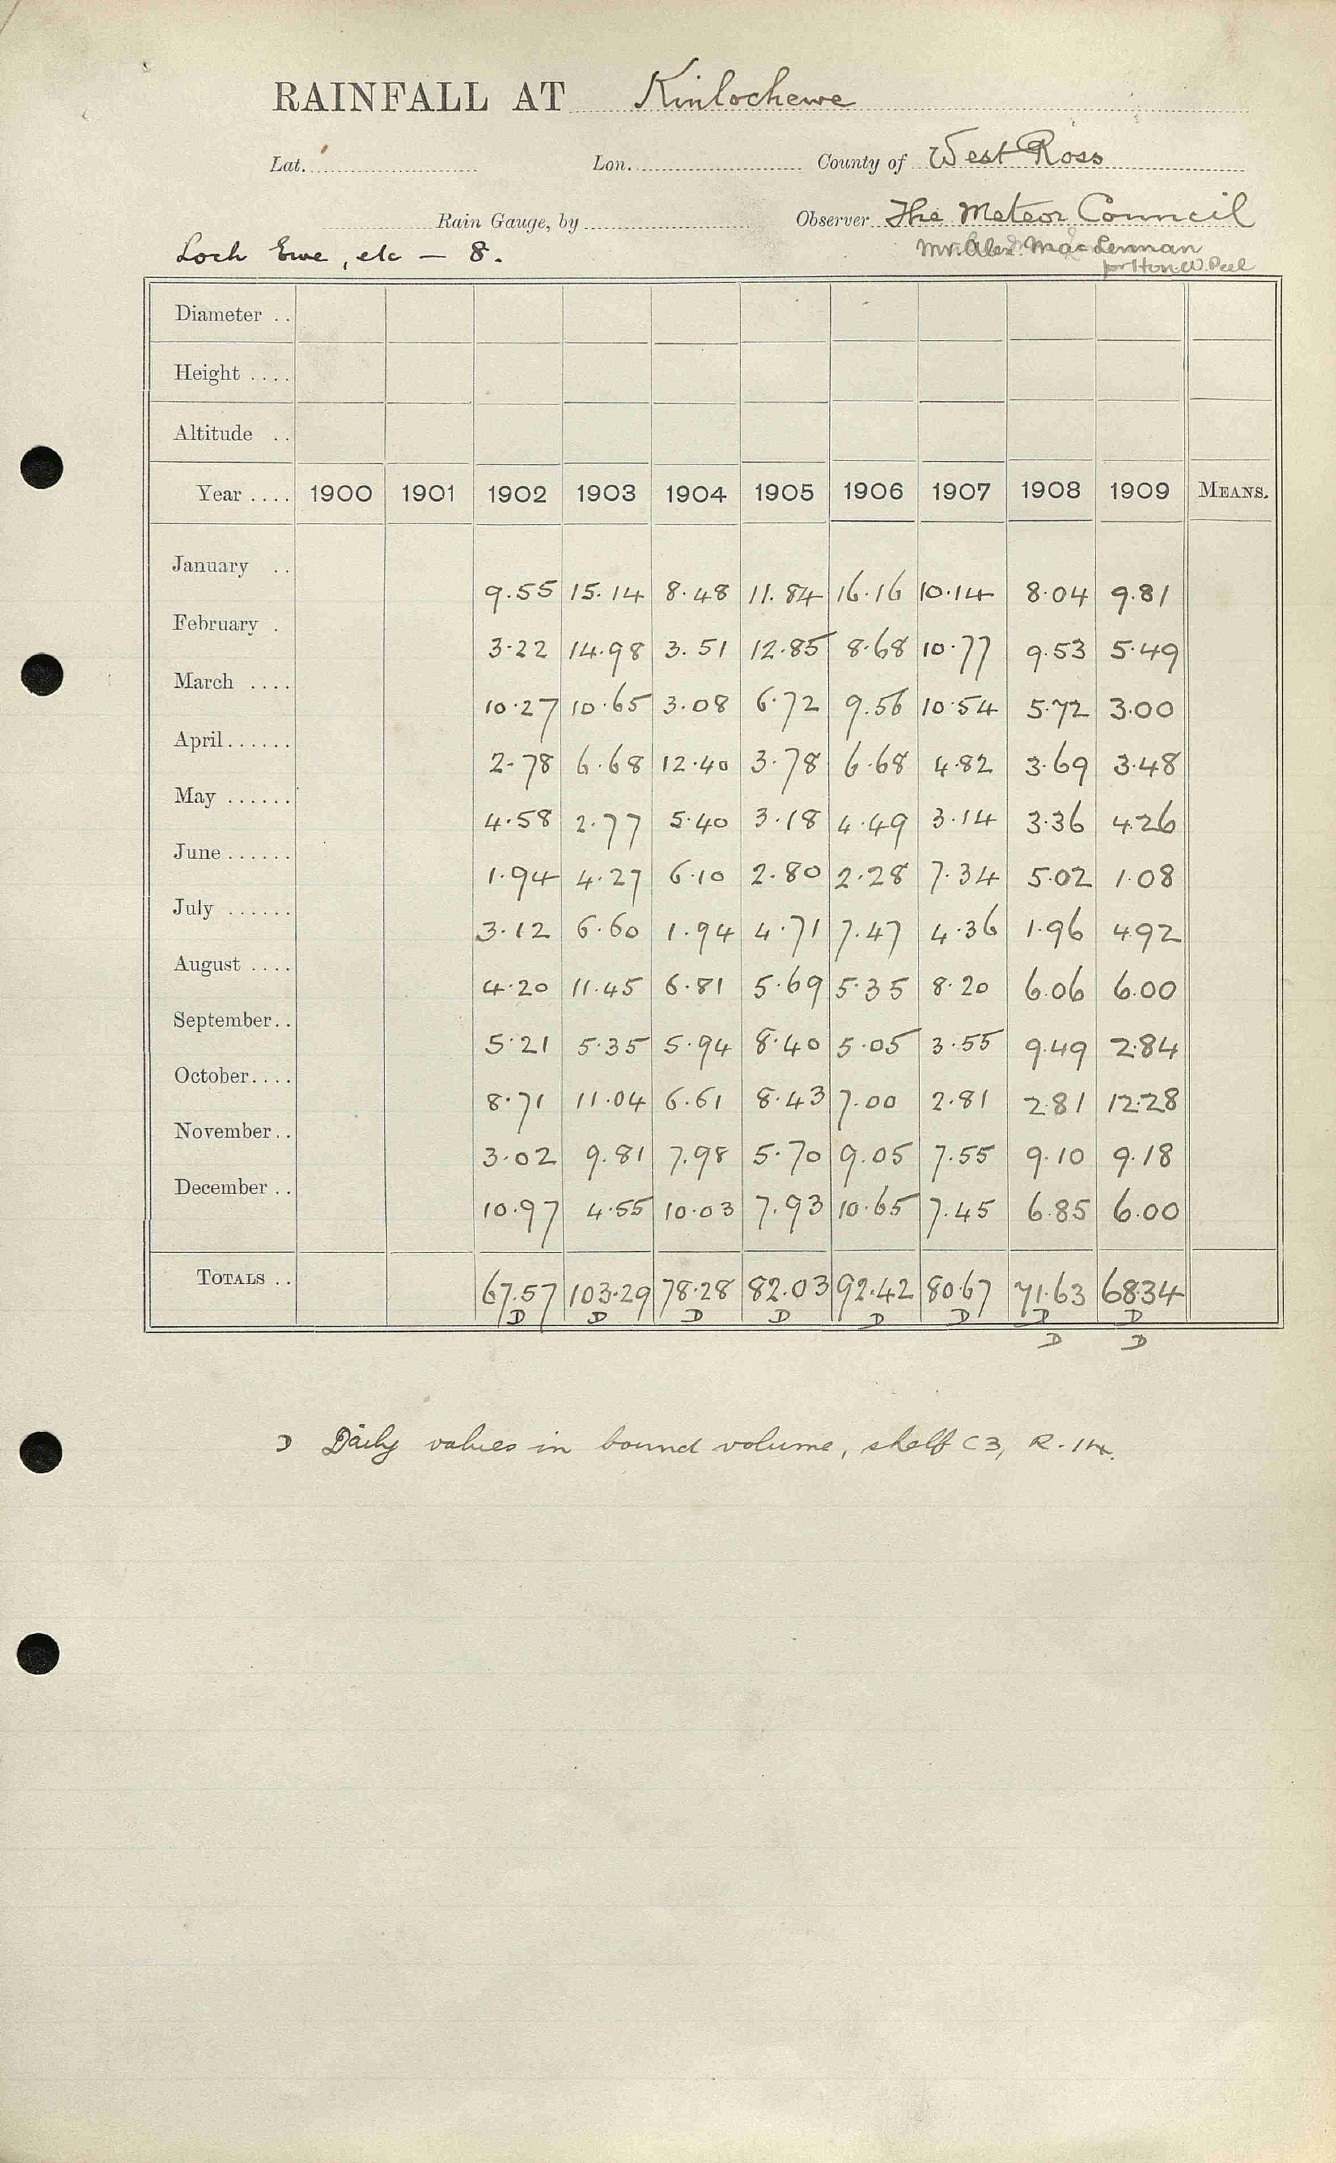 RAINFALL AT Kinlochewe
Lat. Lon. County of West Ross
Rain Gauge, by Observer The Meteor. Council
Loch Ewe, etc — 8. Mr. Alex. MacLennan
for Hon. W. Peel
Diameter . .
Height . . . .
Altitude . .
Year . . . . 1900 1901 1902 1903 1904 1905 1906 1907 1908 1909 MEANS.
January . . 9.55 15.14 8.48 11.84 16.16 10.14 8.04 9.81
February . 3.22 14.98 3.51 12.85 8.68 10.77 9.53 5.49
March . . . . 10.27 10.65 3.08 6.72 9.56 10.54 5.72 3.00
April . . . . . . 2.78 6.68 12.40 3.78 6.68 4.82 3.69 3.48
May . . . . . . 4.58 2.77 5.40 3.18 4.49 3.14 3.36 4.26
June . . . . . . 1.94 4.27 6.10 2.80 2.28 7.34 5.02 1.08
July . . . . . . 3.12 6.60 1.94 4.71 7.47 4.36 1.96 4.92
August . . . . 4.20 11.45 6.81 5.69 5.35 8.20 6.06 6.00
September . . 5.21 5.35 5.94 8.40 5.05 3.55 9.49 2.84
October . . . . 8.71 11.04 6.61 8.43 7.00 2.81 2.81 12.28
November . . 3.02 9.81 7.98 5.70 9.05 7.55 9.10 9.18
December . . 10.97 4.55 10.03 7.93 10.65 7.45 6.85 6.00
TOTALS . . 67.57 103.29 78.28 82.03 92.42 80.67 71.63 68.34
D D D D D D D D
D D
D Daily values in bound volume, shelf C3, R.14.